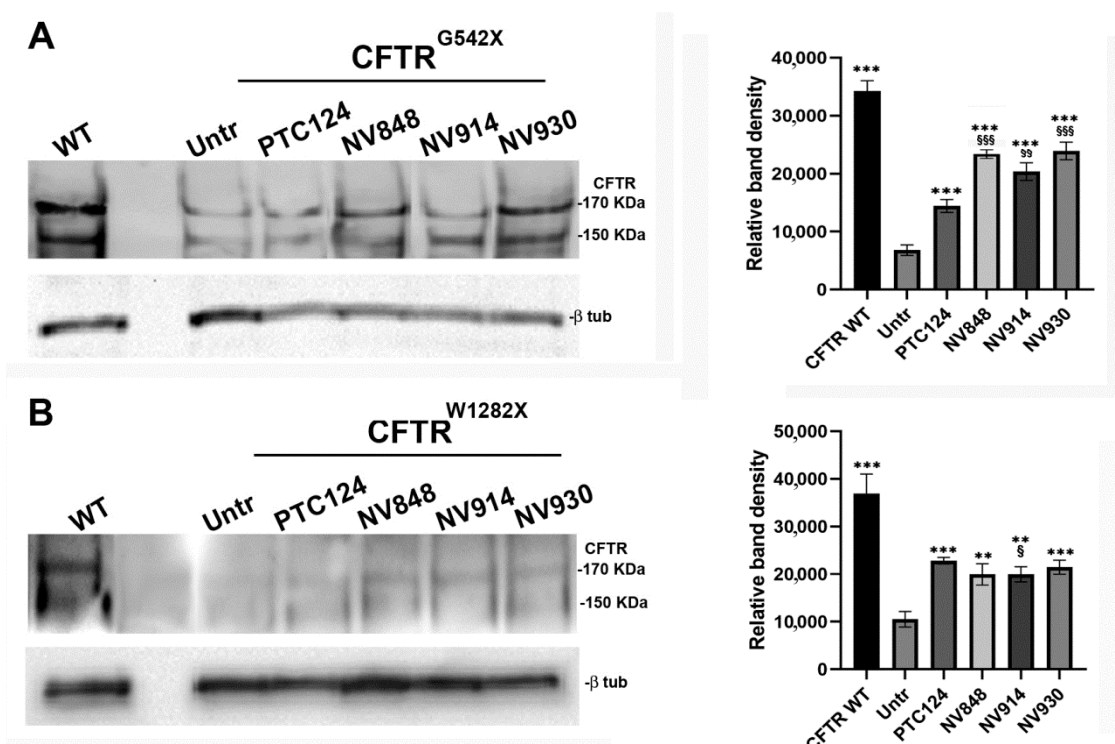 A
CFTR G542X
WT Untr PTC124 NV848 NV914 NV930
CFTR
-170 KDa
-150 KDa
-β tub
Relative band density
40,000
30,000
20,000
10,000
0
***
***
***
§§§
***
§§
***
§§§
CFTR WT Untr PTC124 NV848 NV914 NV930
B
CFTR W1282X
WT Untr PTC124 NV848 NV914 NV930
CFTR
-170 KDa
-150 KDa
-β tub
Relative band density
50,000
40,000
30,000
20,000
10,000
0
***
***
**
**
§
***
CFTR WT Untr PTC124 NV848 NV914 NV930